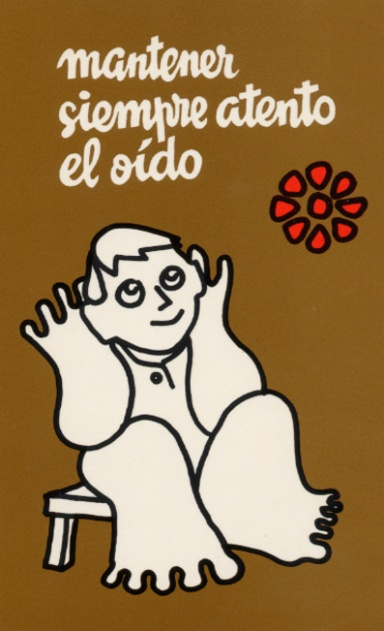 mantener
siempre atento
el oído